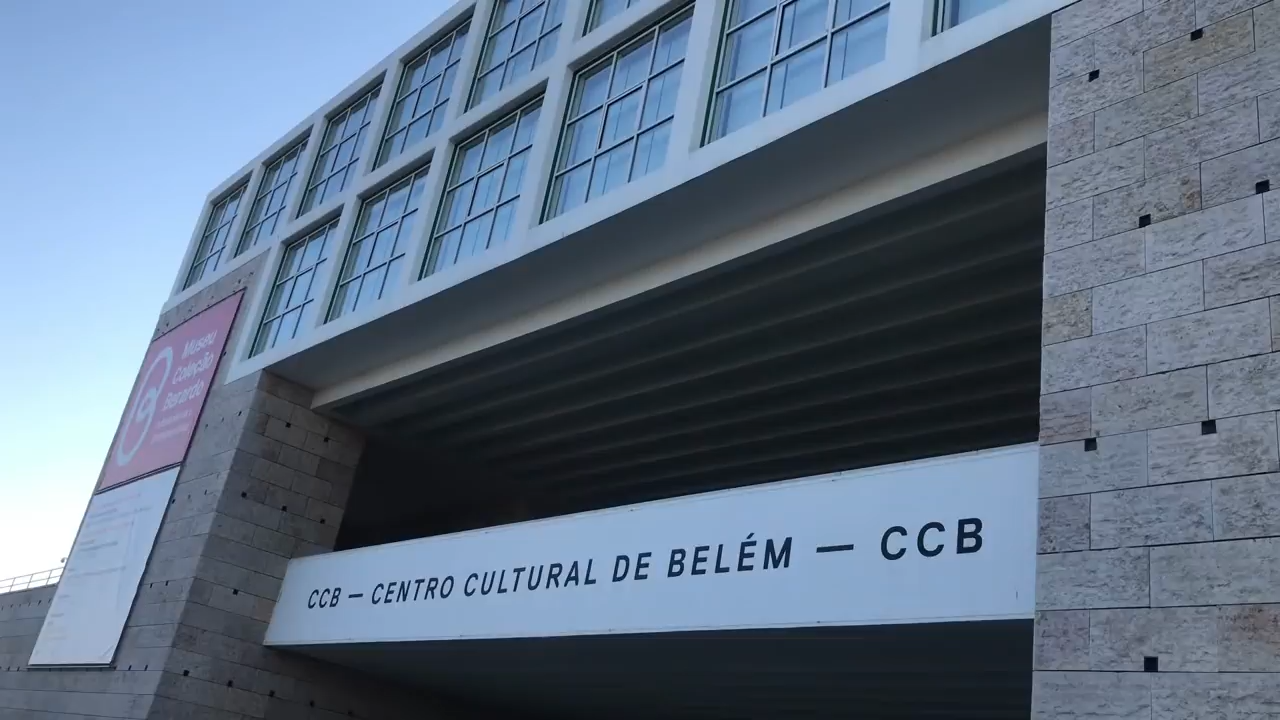 Museu
Coleção
Berardo
CCB — CENTRO CULTURAL DE BELÉM — CCB